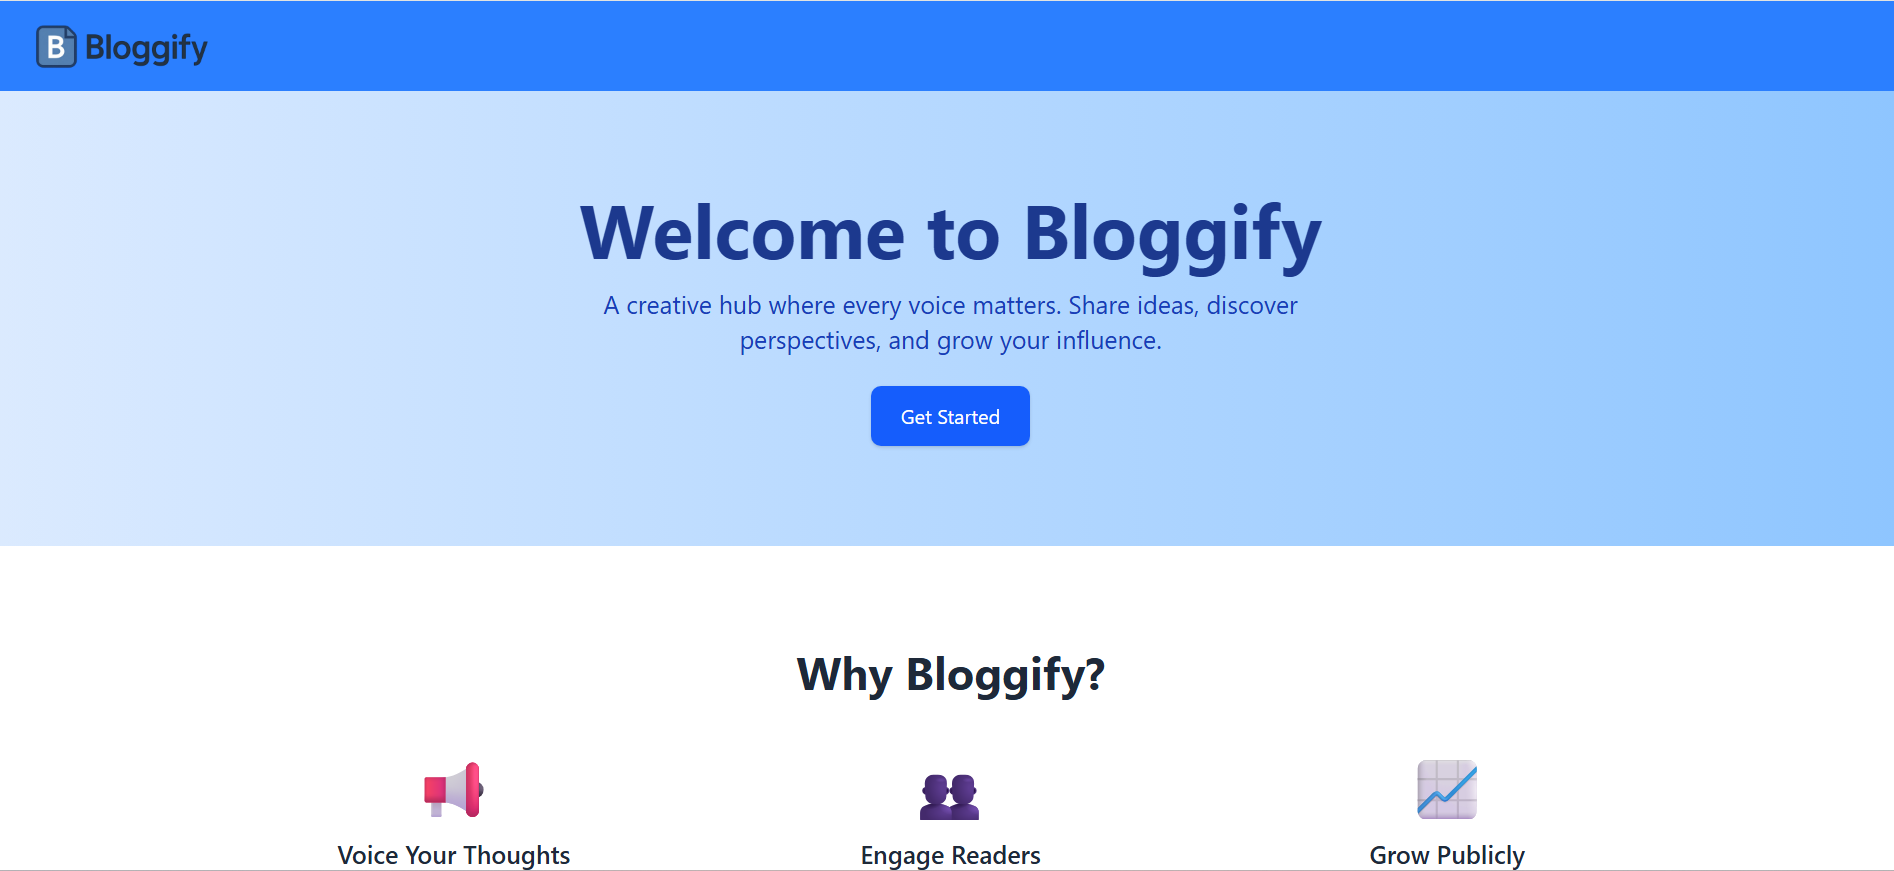 B Bloggify
Welcome to Bloggify
A creative hub where every voice matters. Share ideas, discover
perspectives, and grow your influence.
Get Started
Why Bloggify?
Voice Your Thoughts
Engage Readers
Grow Publicly